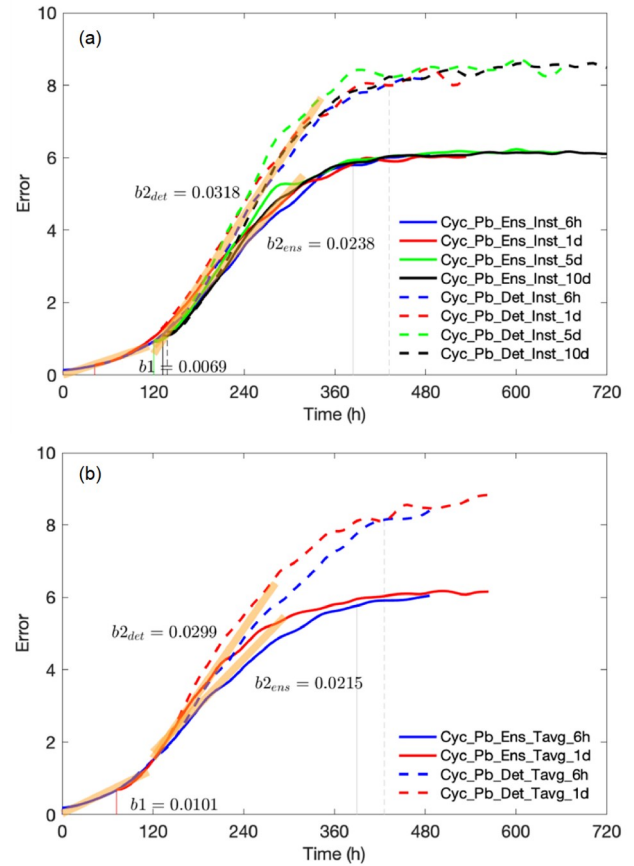 (a)
10
8
6
4
2
0
Error
b2det = 0.0318
b2ens = 0.0238
b1 = 0.0069
Cyc_Pb_Ens_Inst_6h
Cyc_Pb_Ens_Inst_1d
Cyc_Pb_Ens_Inst_5d
Cyc_Pb_Ens_Inst_10d
Cyc_Pb_Det_Inst_6h
Cyc_Pb_Det_Inst_1d
Cyc_Pb_Det_Inst_5d
Cyc_Pb_Det_Inst_10d
0 120 240 360 480 600 720
Time (h)
(b)
10
8
6
4
2
0
Error
b2det = 0.0299
b2ens = 0.0215
b1 = 0.0101
Cyc_Pb_Ens_Tavg_6h
Cyc_Pb_Ens_Tavg_1d
Cyc_Pb_Det_Tavg_6h
Cyc_Pb_Det_Tavg_1d
0 120 240 360 480 600 720
Time (h)